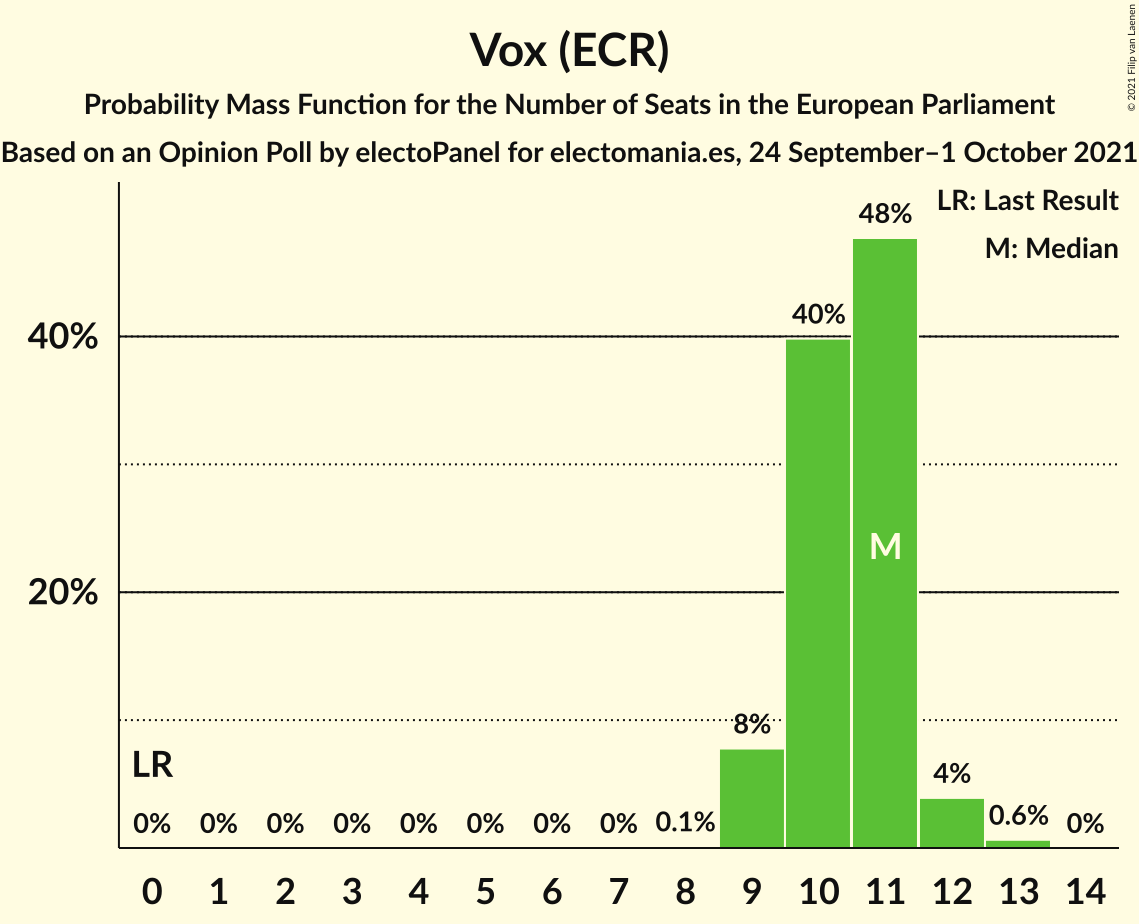 Vox (ECR)
Probability Mass Function for the Number of Seats in the European Parliament
Based on an Opinion Poll by electoPanel for electomania.es, 24 September–1 October 2021
© 2021 Filip van Laenen
LR: Last Result
M: Median
48%
40%
40%
M
20%
8%
LR
4%
0% 0% 0% 0% 0% 0% 0% 0% 0.1% 0.6% 0%
0 1 2 3 4 5 6 7 8 9 10 11 12 13 14